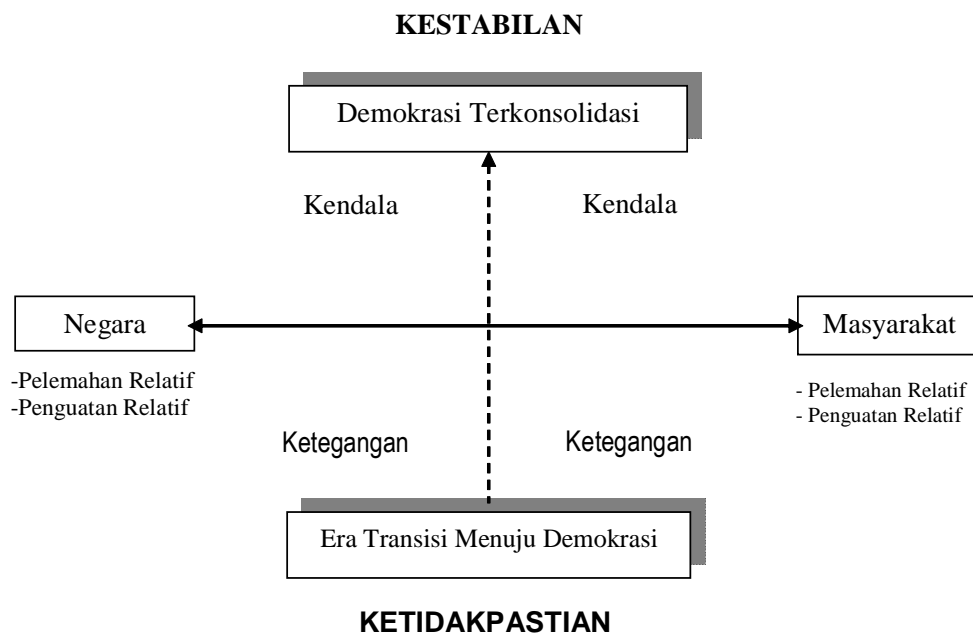 KESTABILAN
Demokrasi Terkonsolidasi
Kendala
Kendala
Negara
Masyarakat
-Pelemahan Relatif
-Penguatan Relatif
- Pelemahan Relatif
- Penguatan Relatif
Ketegangan
Ketegangan
Era Transisi Menuju Demokrasi
KETIDAKPASTIAN